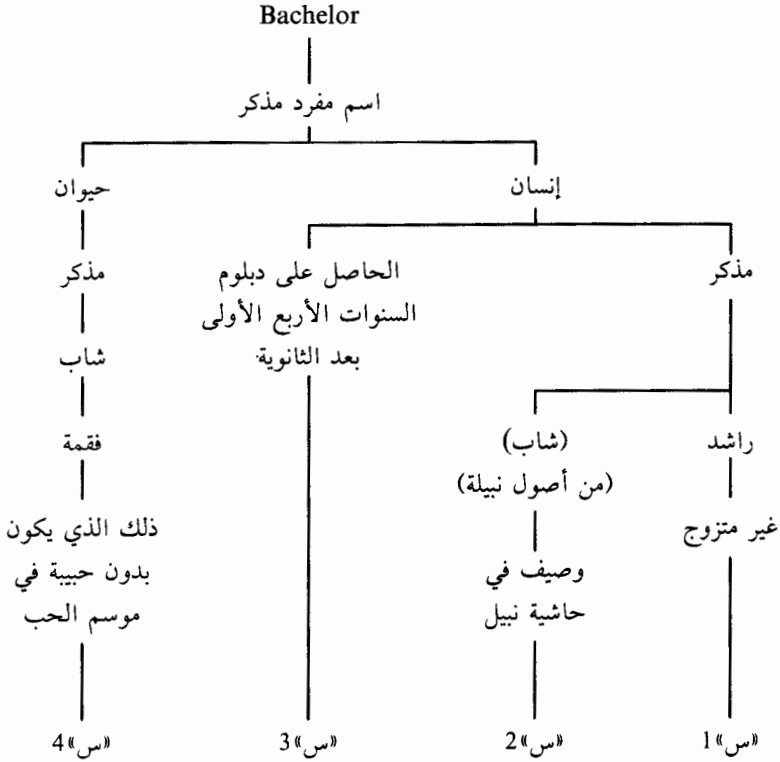 Bachelor
اسم مفرد مذكر
إنسان
حيوان
مذكر
الحاصل على دبلوم
السنوات الأربع الأولى
بعد الثانوية
مذكر
شاب
راشد
(شاب)
(من أصول نبيلة)
فقمة
غير متزوج
وصيف في
حاشية نبيل
ذلك الذي يكون
بدون حبيبة في
موسم الحب
«س»1
«س»2
«س»3
«س»4